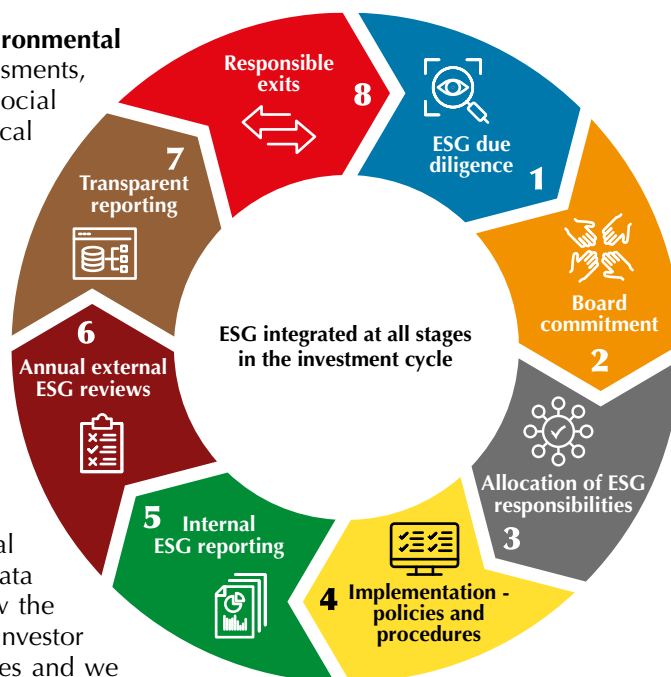 ironmental
sments,
ocial
cal
Responsible
exits
8
ESG due
diligence
1
Board
commitment
2
Allocation of ESG
responsibilities
3
4
Implementation -
policies and
procedures
5
Internal
ESG reporting
6
Annual external
ESG reviews
7
Transparent
reporting
ESG integrated at all stages
in the investment cycle
al
ata
the
nvestor
es and we